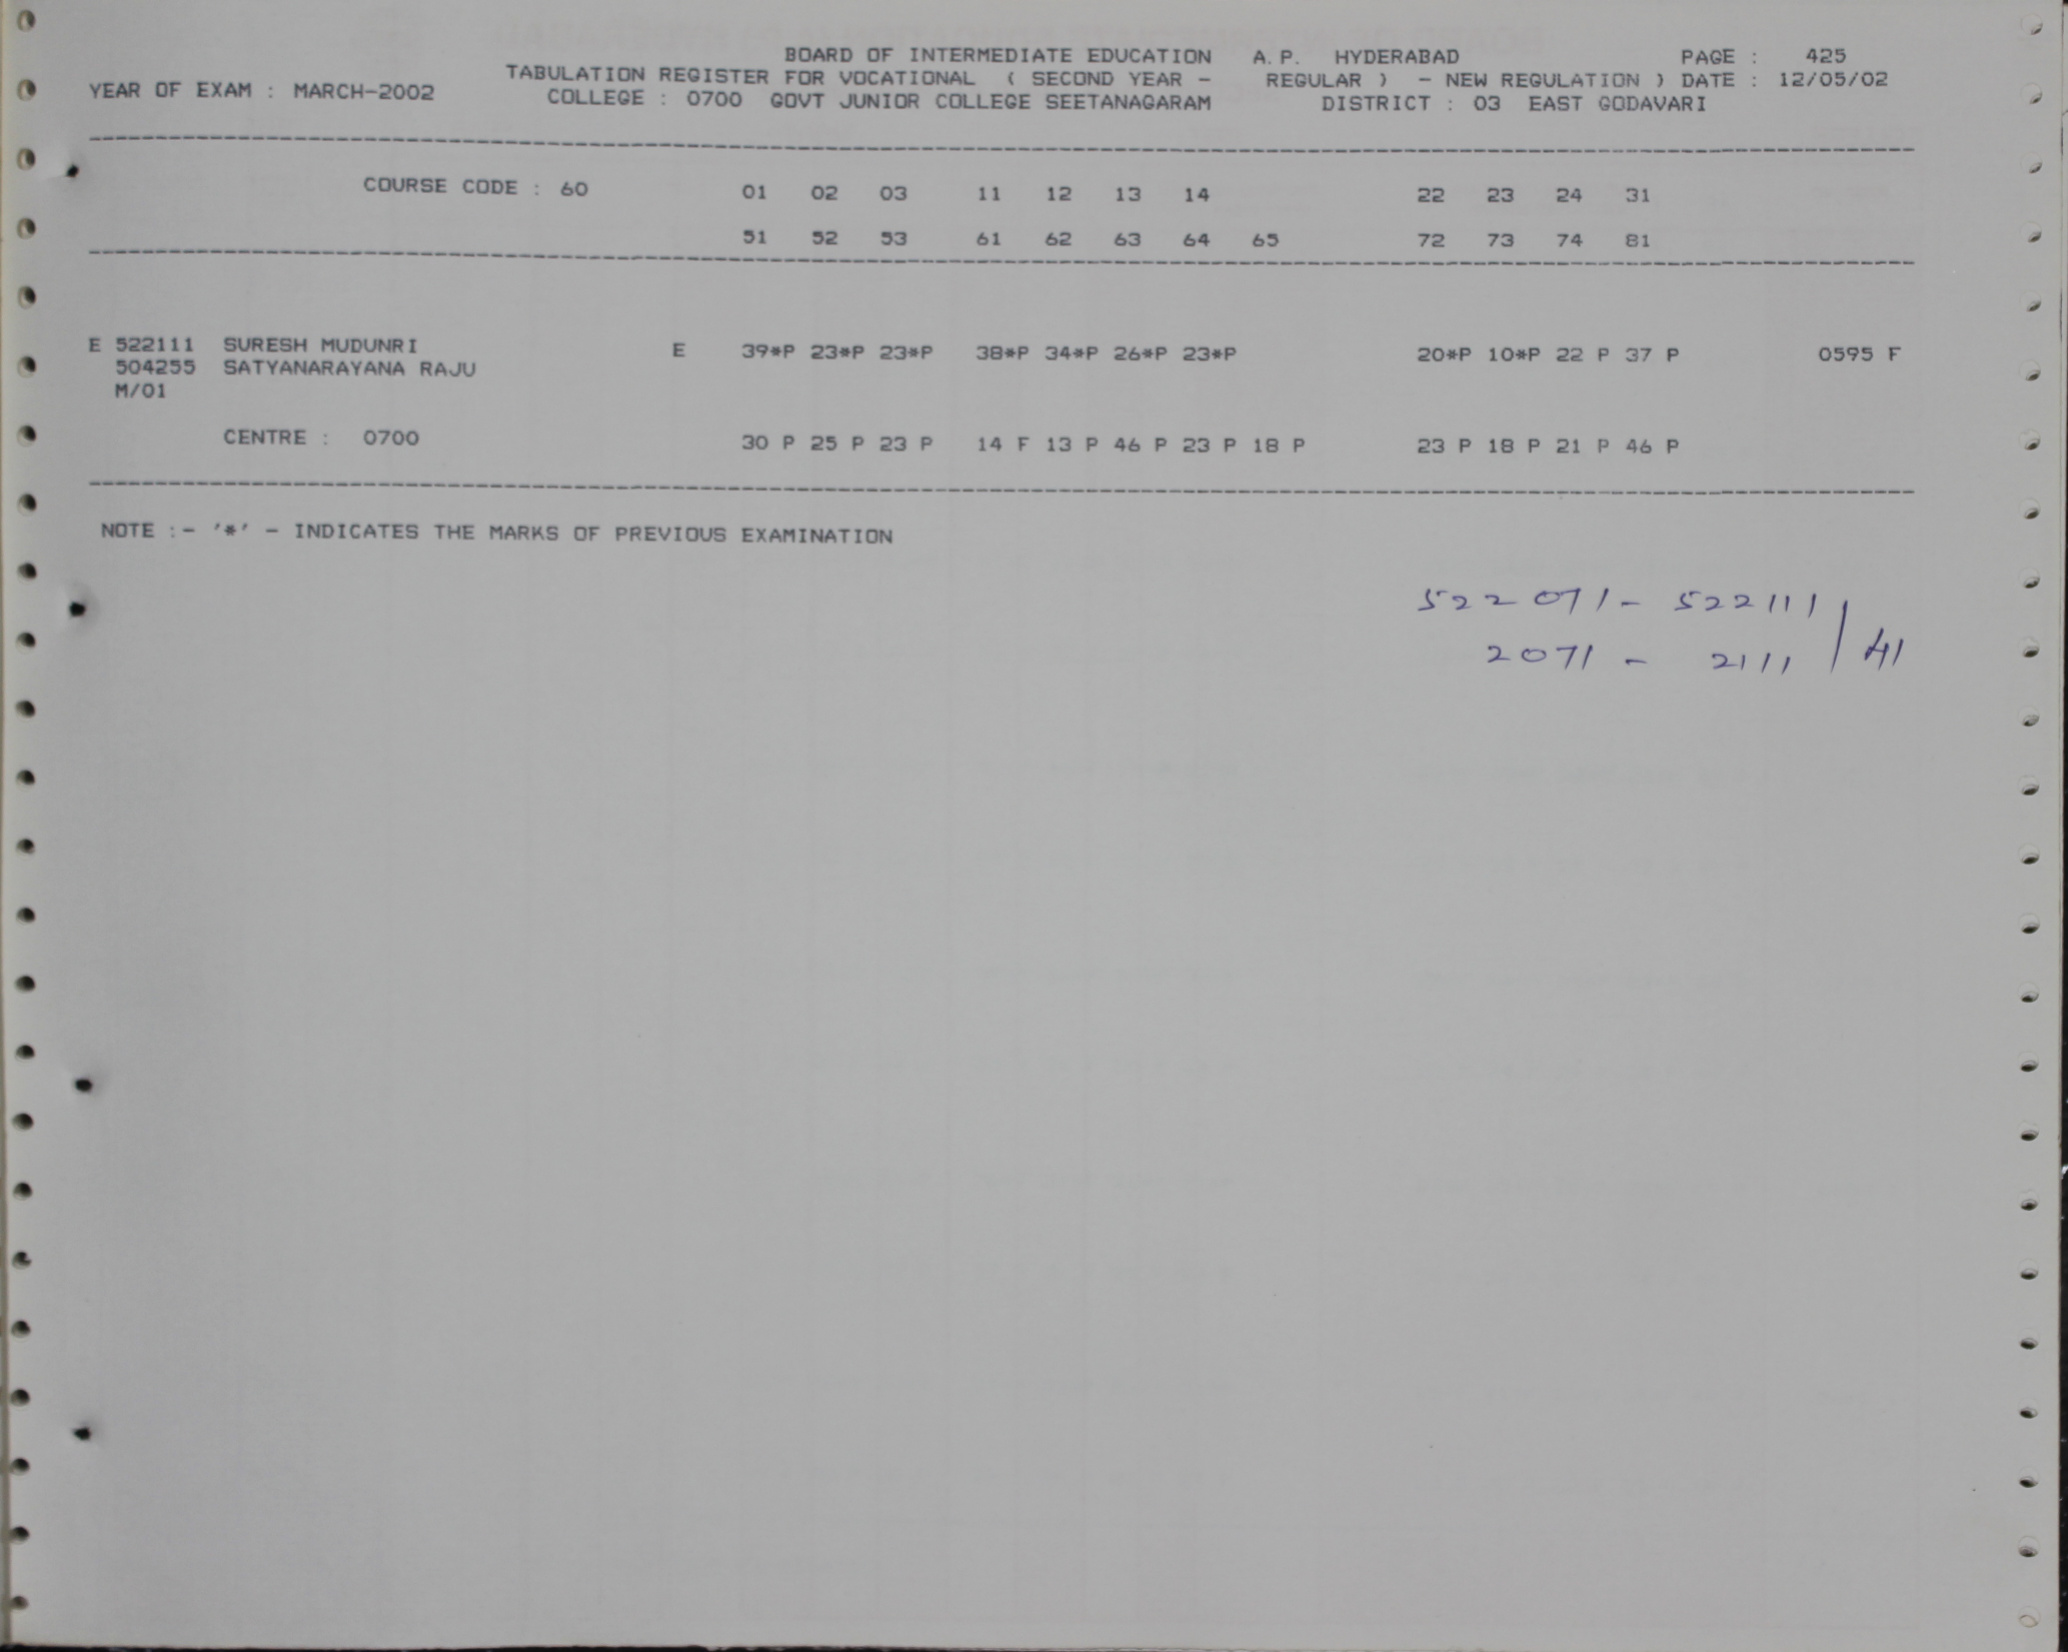 BOARD OF INTERMEDIATE EDUCATION A.P. HYDERABAD PAGE : 425
TABULATION REGISTER FOR VOCATIONAL ( SECOND YEAR - REGULAR ) - NEW REGULATION ) DATE : 12/05/02
YEAR OF EXAM : MARCH-2002 COLLEGE : 0700 GOVT JUNIOR COLLEGE SEETANAGARAM DISTRICT : 03 EAST GODAVARI
COURSE CODE : 60 01 02 03 11 12 13 14 22 23 24 31
51 52 53 61 62 63 64 65 72 73 74 81
E 522111 SURESH MUDUNRI E 39*P 23*P 23*P 38*P 34*P 26*P 23*P 20*P 10*P 22 P 37 P 0595 F
504255 SATYANARAYANA RAJU
M/01
CENTRE : 0700 30 P 25 P 23 P 14 F 13 P 46 P 23 P 18 P 23 P 18 P 21 P 46 P
NOTE :- '*' - INDICATES THE MARKS OF PREVIOUS EXAMINATION
522071 - 522111
2071 - 2111 / 41